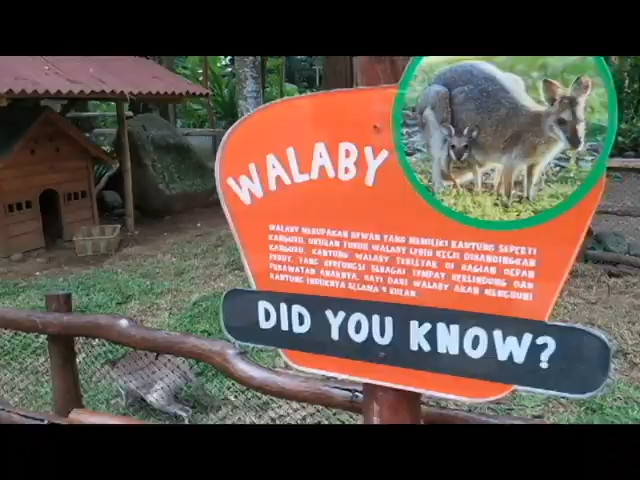 WALABY
WALABY MERUPAKAN HEWAN YANG MEMILIKI KANTUNG SEPERTI
KANGURU. UKURAN TUBUH WALABY LEBIH KECIL DIBANDINGKAN
KANGURU. KANTUNG WALABY TERLETAK DI BAGIAN DEPAN
PERUT, YANG BERFUNGSI SEBAGAI TEMPAT BERLINDUNG DAN
PERAWATAN ANAKNYA. BAYI DARI WALABY AKAN MENGHUNI
KANTUNG INDUKNYA SELAMA BULAN.
DID YOU KNOW?